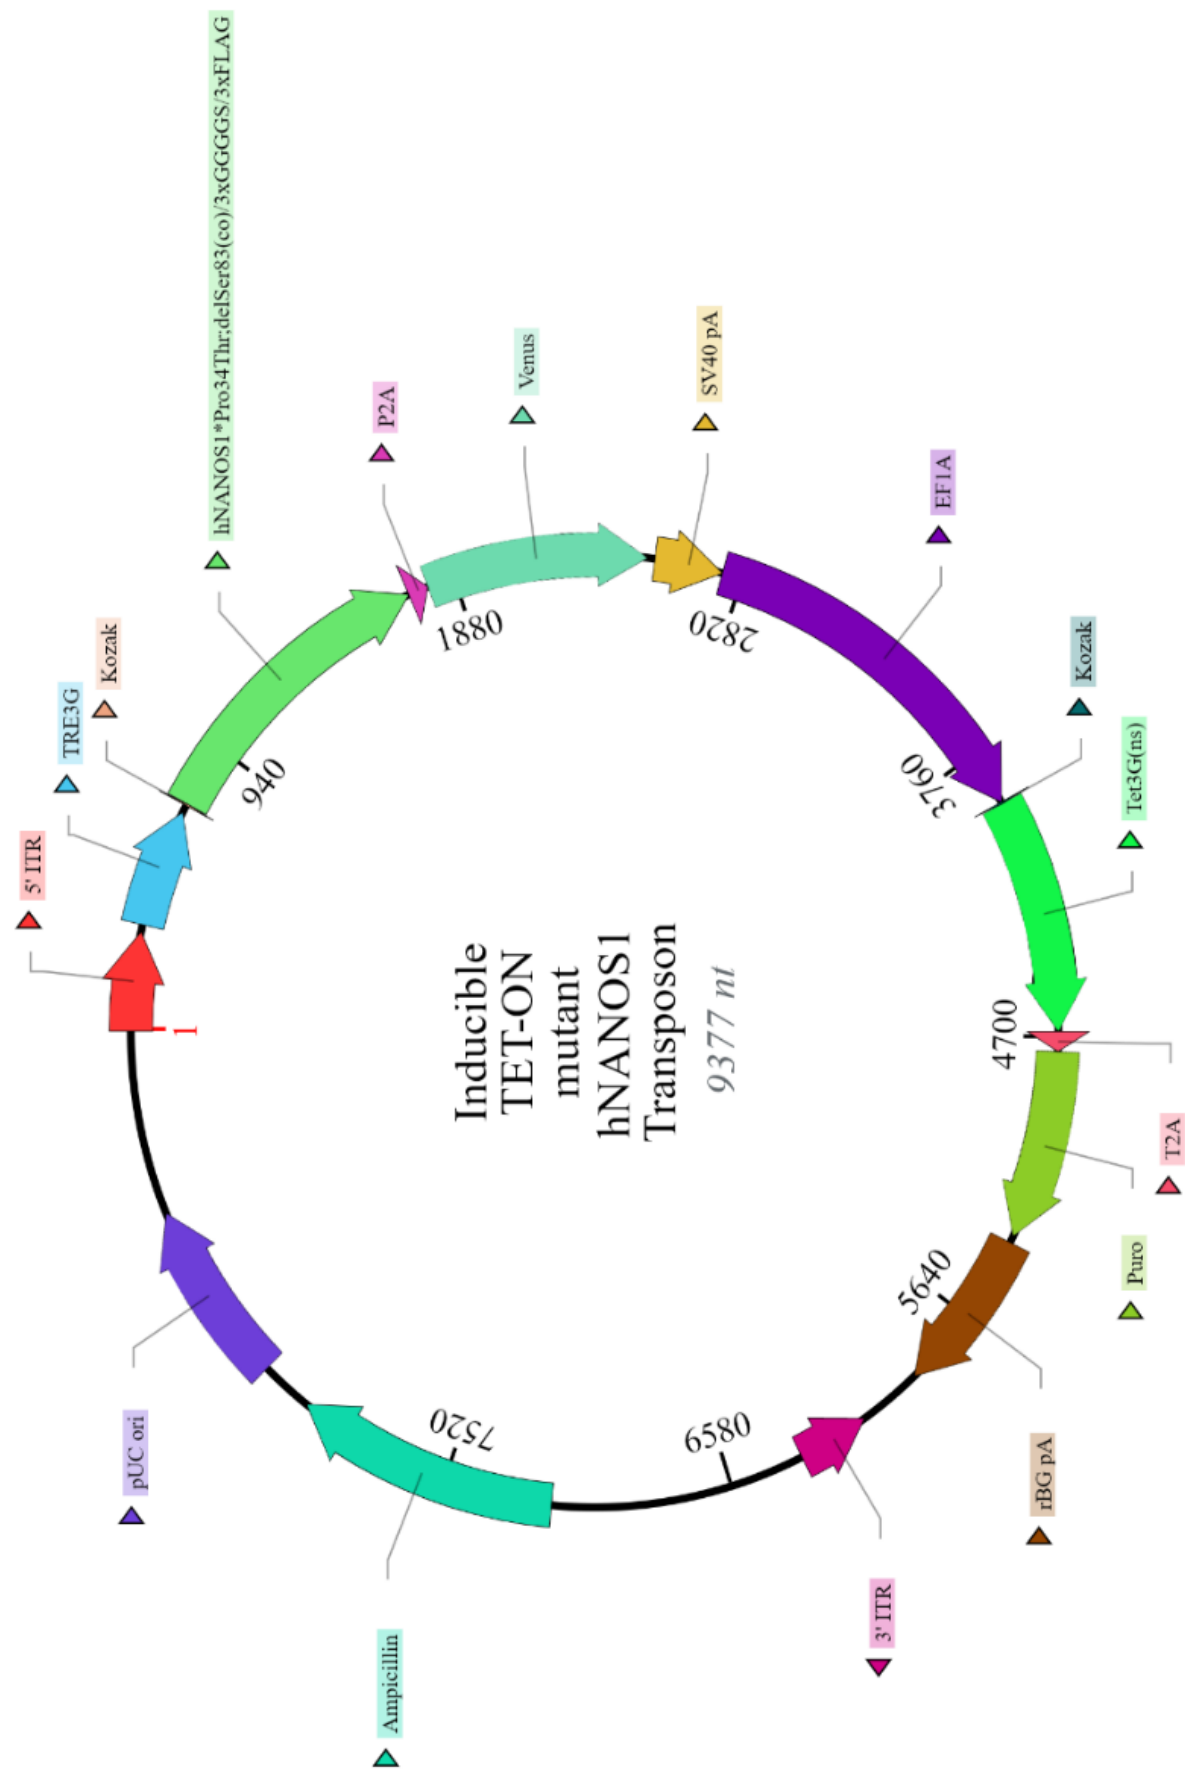 Inducible
TET-ON
mutant
hNANOS1
Transposon
9377 nt
1
5' ITR
TRE3G
Kozak
940
hNANOS1*Pro34Thr;delSer83(co)/3xGGGGS/3xFLAG
P2A
1880
Venus
SV40 pA
2820
EF1A
3760
Kozak
Tet3G(ns)
4700
T2A
Puro
5640
rBG pA
3' ITR
6580
7520
Ampicillin
pUC ori